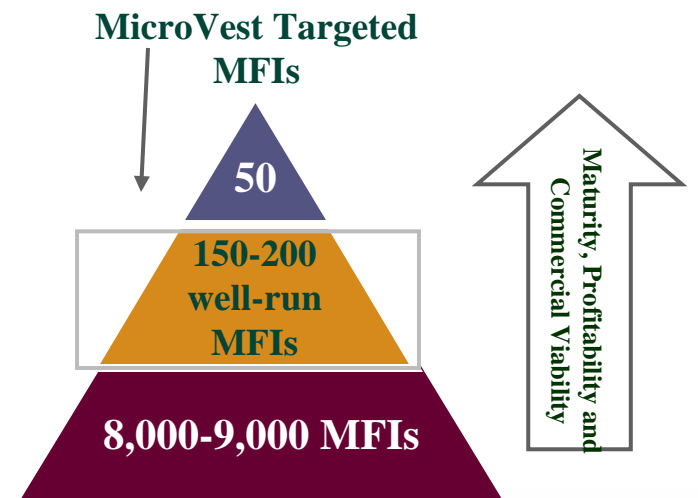 MicroVest Targeted
MFIs
50
150-200
well-run
MFIs
8,000-9,000 MFIs
Maturity, Profitability and
Commercial Viability